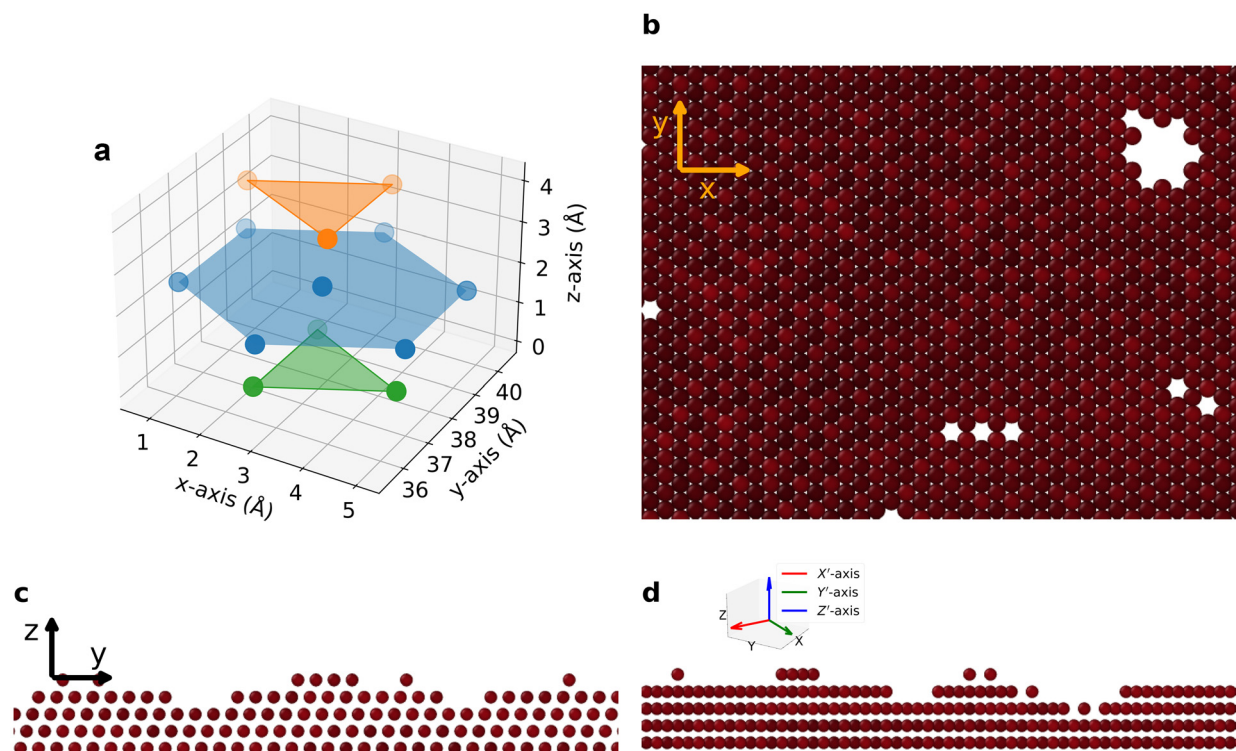 a
4
3
2
1
0
z-axis (Å)
1
2
3
4
5
x-axis (Å)
36
37
38
39
40
y-axis (Å)
b
y
x
c
z
y
d
X′-axis
Y′-axis
Z′-axis
Z
Y
X